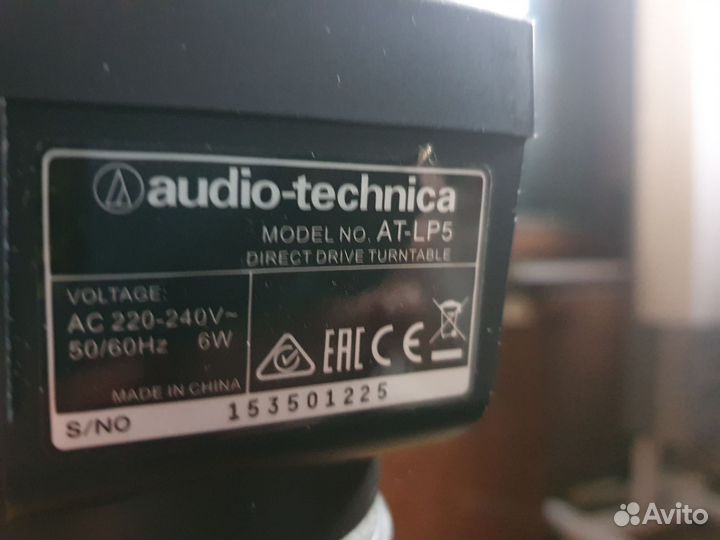 audio-technica
MODEL NO. AT-LP5
DIRECT DRIVE TURNTABLE
VOLTAGE:
AC 220-240V~
50/60Hz 6W
MADE IN CHINA
EAC CE
S/NO 153501225
Avito